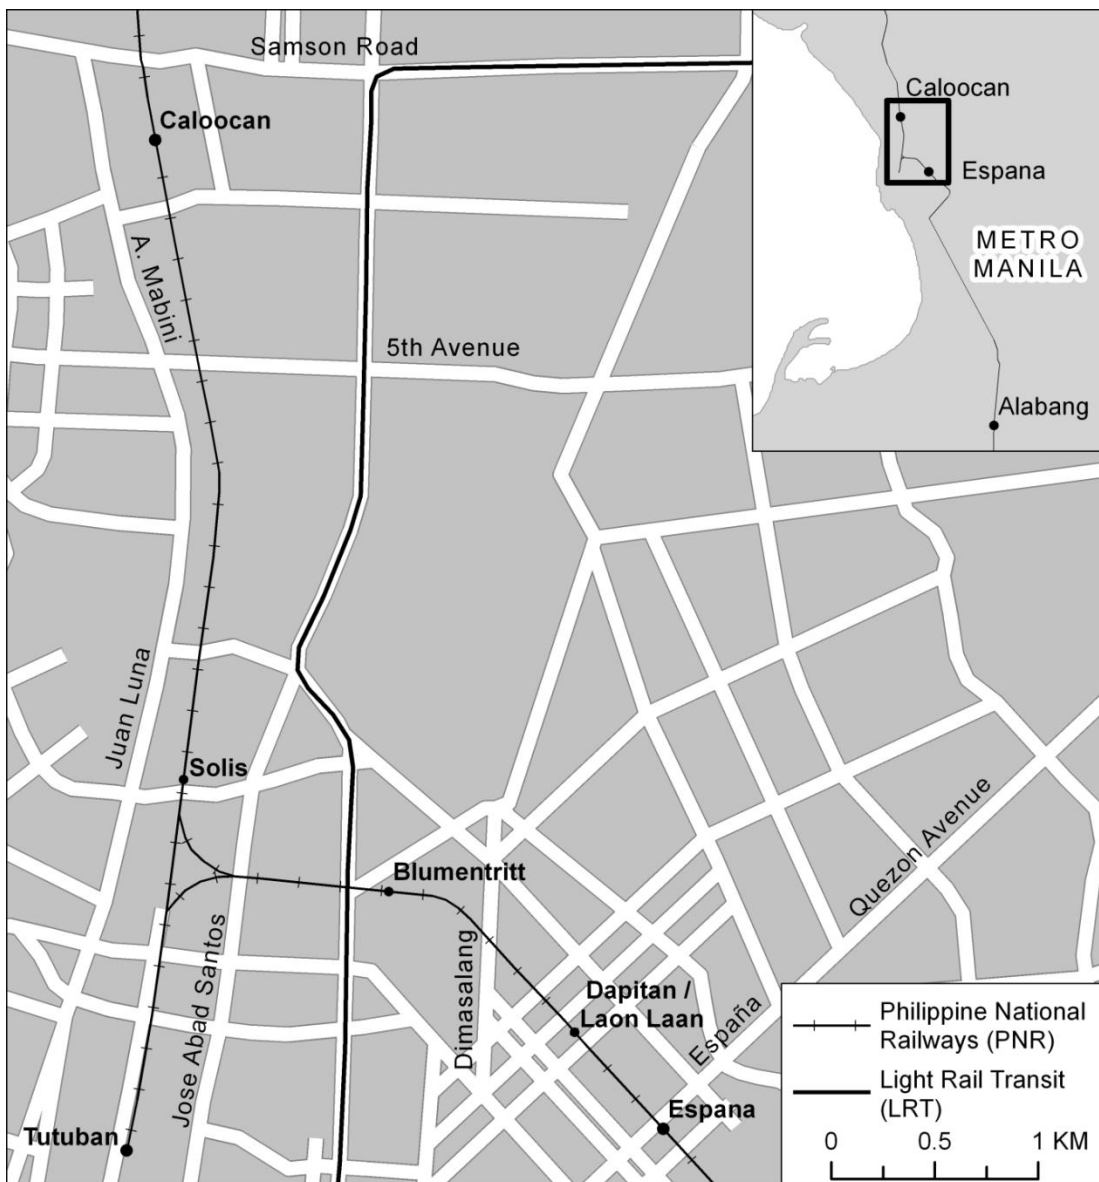 Samson Road
Caloocan
A. Mabini
5th Avenue
Caloocan
Espana
METRO
MANILA
Alabang
Juan Luna
Solis
Quezon Avenue
Blumentritt
Jose Abad Santos
Dimasalang
Dapitan /
Laon Laan
España
Espana
Tutuban
Philippine National
Railways (PNR)
Light Rail Transit
(LRT)
0 0.5 1 KM